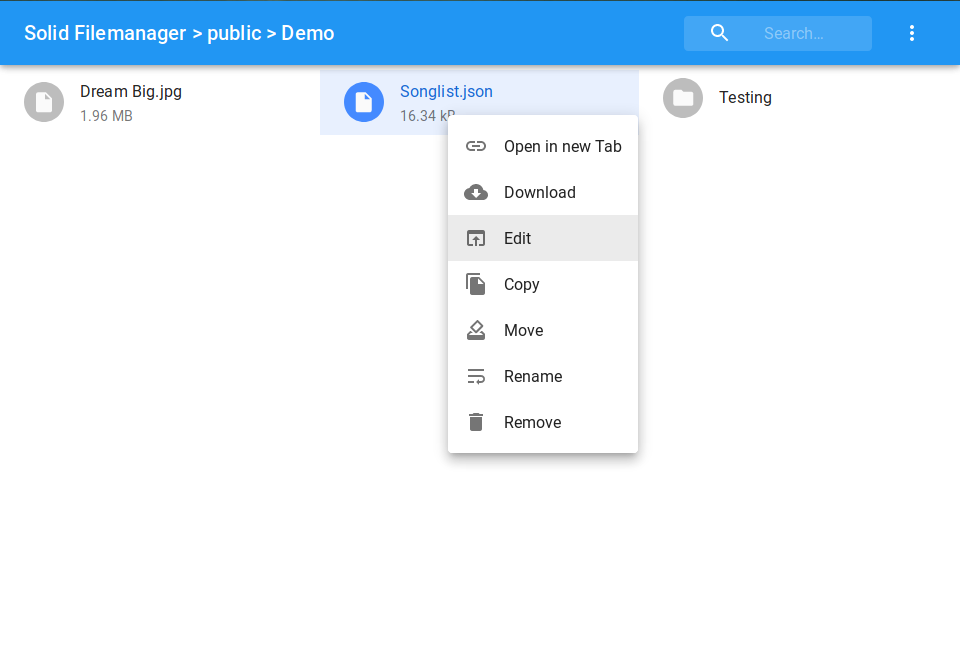 Solid Filemanager > public > Demo
Search...
Dream Big.jpg
1.96 MB
Songlist.json
16.34
Testing
Open in new Tab
Download
Edit
Copy
Move
Rename
Remove